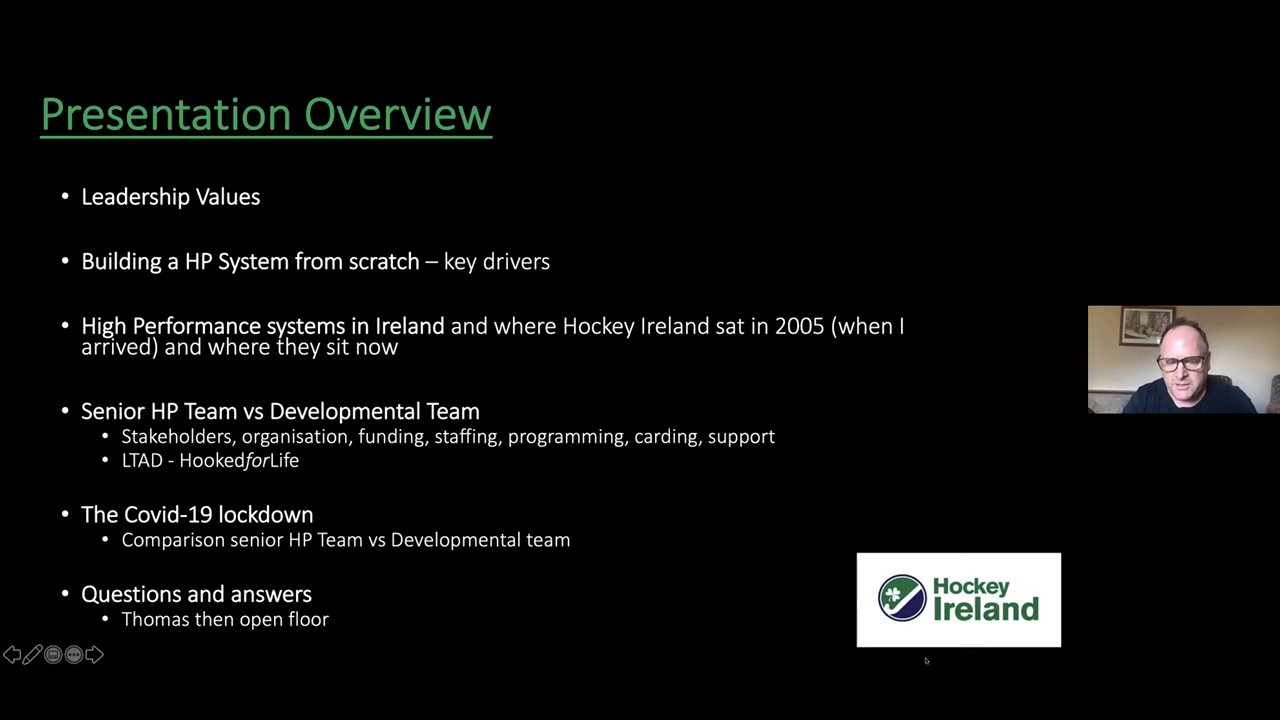 Presentation Overview
• Leadership Values
• Building a HP System from scratch – key drivers
• High Performance systems in Ireland and where Hockey Ireland sat in 2005 (when I
arrived) and where they sit now
• Senior HP Team vs Developmental Team
• Stakeholders, organisation, funding, staffing, programming, carding, support
• LTAD - HookedforLife
• The Covid-19 lockdown
• Comparison senior HP Team vs Developmental team
• Questions and answers
• Thomas then open floor
Hockey
Ireland